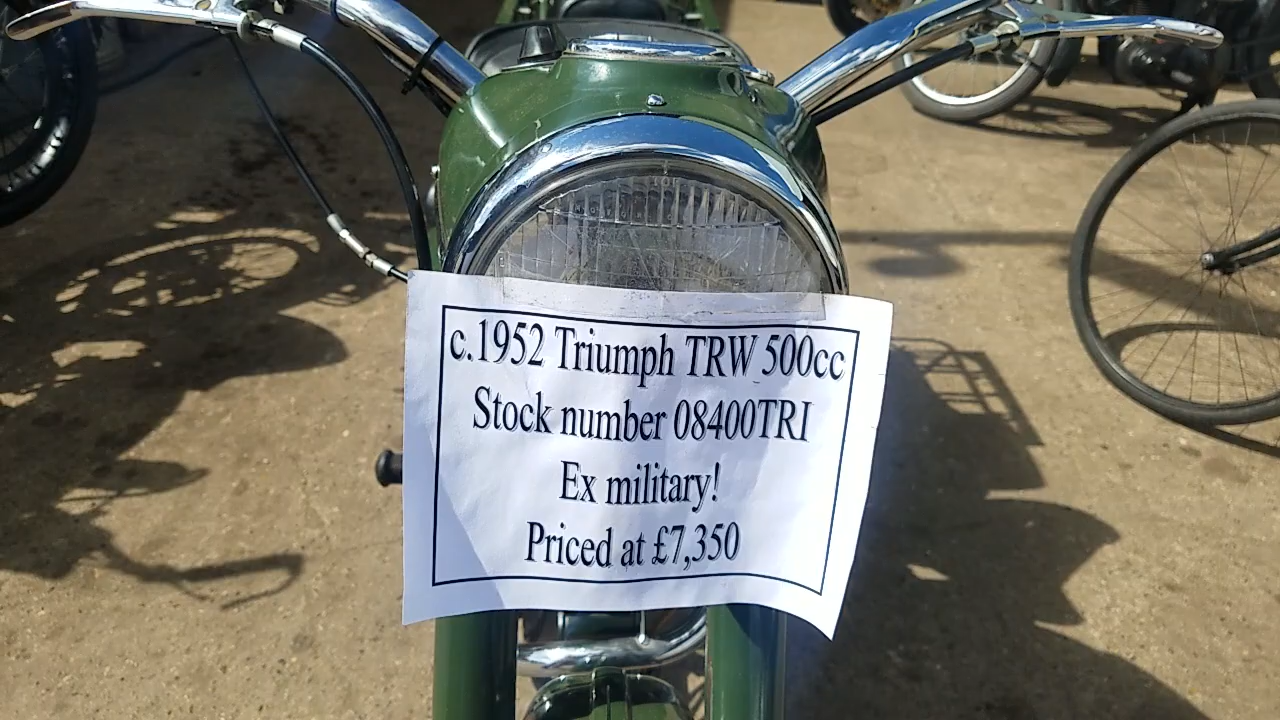 c.1952 Triumph TRW 500cc
Stock number 08400TRI
Ex military!
Priced at £7,350